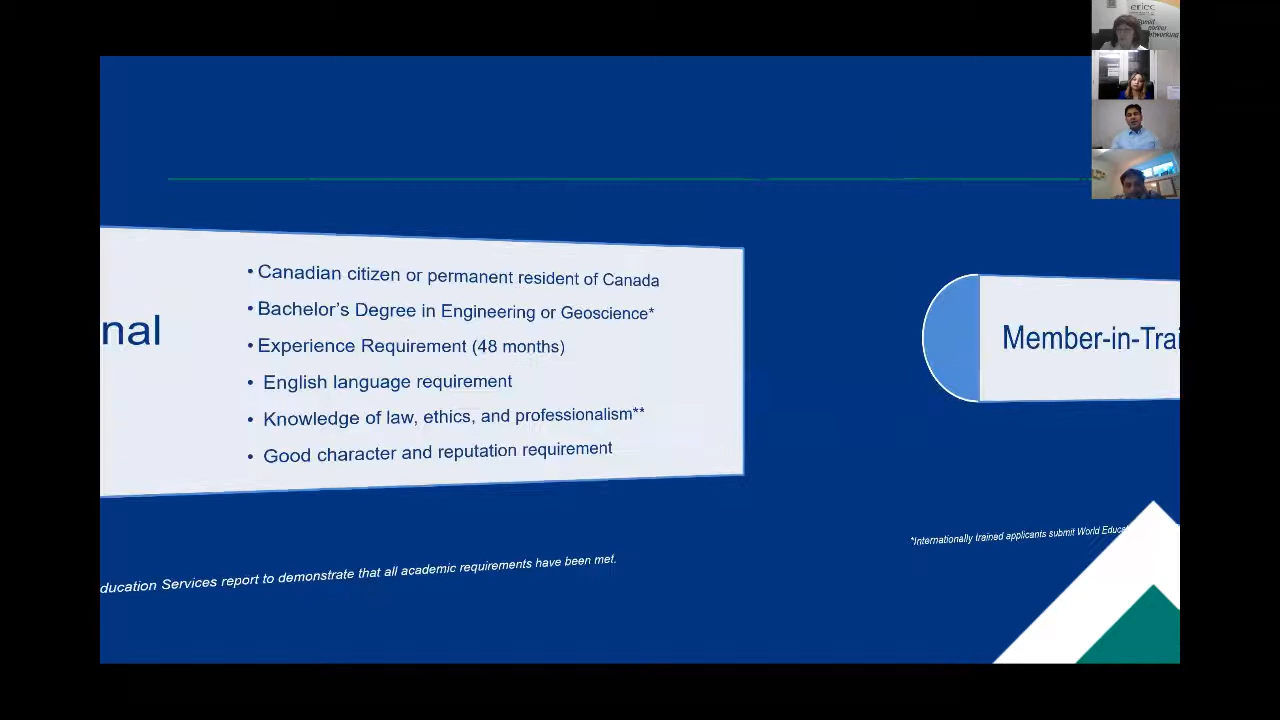 eriec
nal
• Canadian citizen or permanent resident of Canada
• Bachelor's Degree in Engineering or Geoscience*
• Experience Requirement (48 months)
• English language requirement
• Knowledge of law, ethics, and professionalism**
• Good character and reputation requirement
ducation Services report to demonstrate that all academic requirements have been met.
Member-in-Trai
*Internationally trained applicants submit World Educa